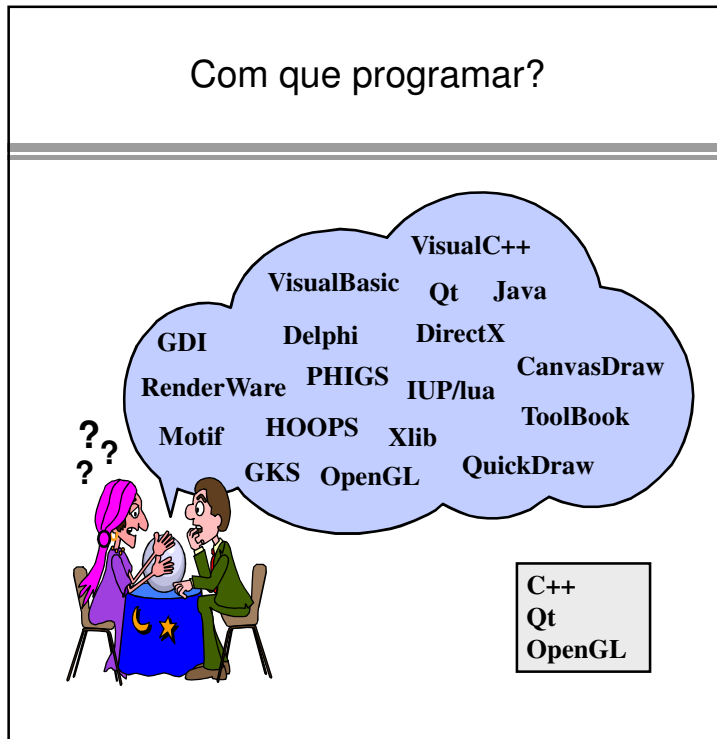 Com que programar?
VisualC++
VisualBasic
Qt Java
GDI
Delphi
DirectX
CanvasDraw
RenderWare
PHIGS
IUP/lua
ToolBook
Motif
HOOPS
Xlib
GKS
OpenGL
QuickDraw
? ? ?
C++
Qt
OpenGL